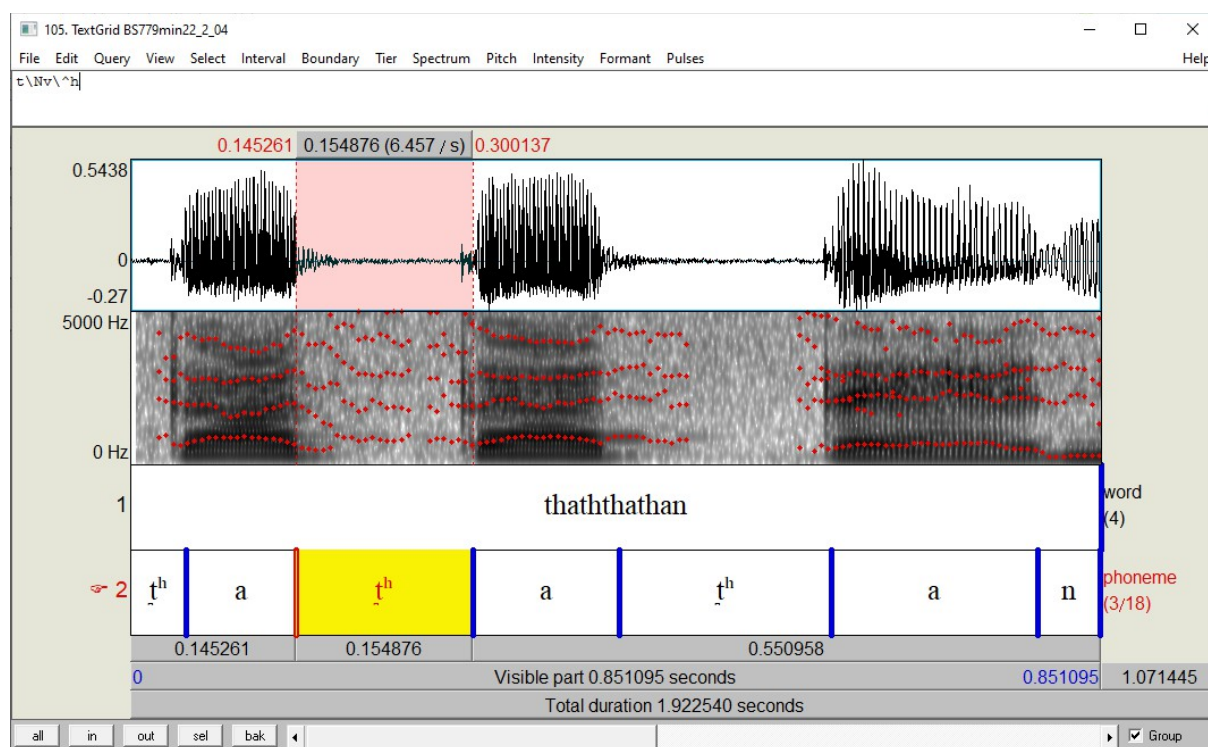 105. TextGrid BS779min22_2_04
File Edit Query View Select Interval Boundary Tier Spectrum Pitch Intensity Formant Pulses Help
t\Nv\^h
0.145261 0.154876 (6.457 / s) 0.300137
0.5438
0
-0.27
5000 Hz
0 Hz
1 thaththathan word
(4)
☞ 2 t̪ʰ a t̪ʰ a t̪ʰ a n phoneme
(3/18)
0.145261 0.154876 0.550958
0 Visible part 0.851095 seconds 0.851095 1.071445
Total duration 1.922540 seconds
all in out sel bak Group